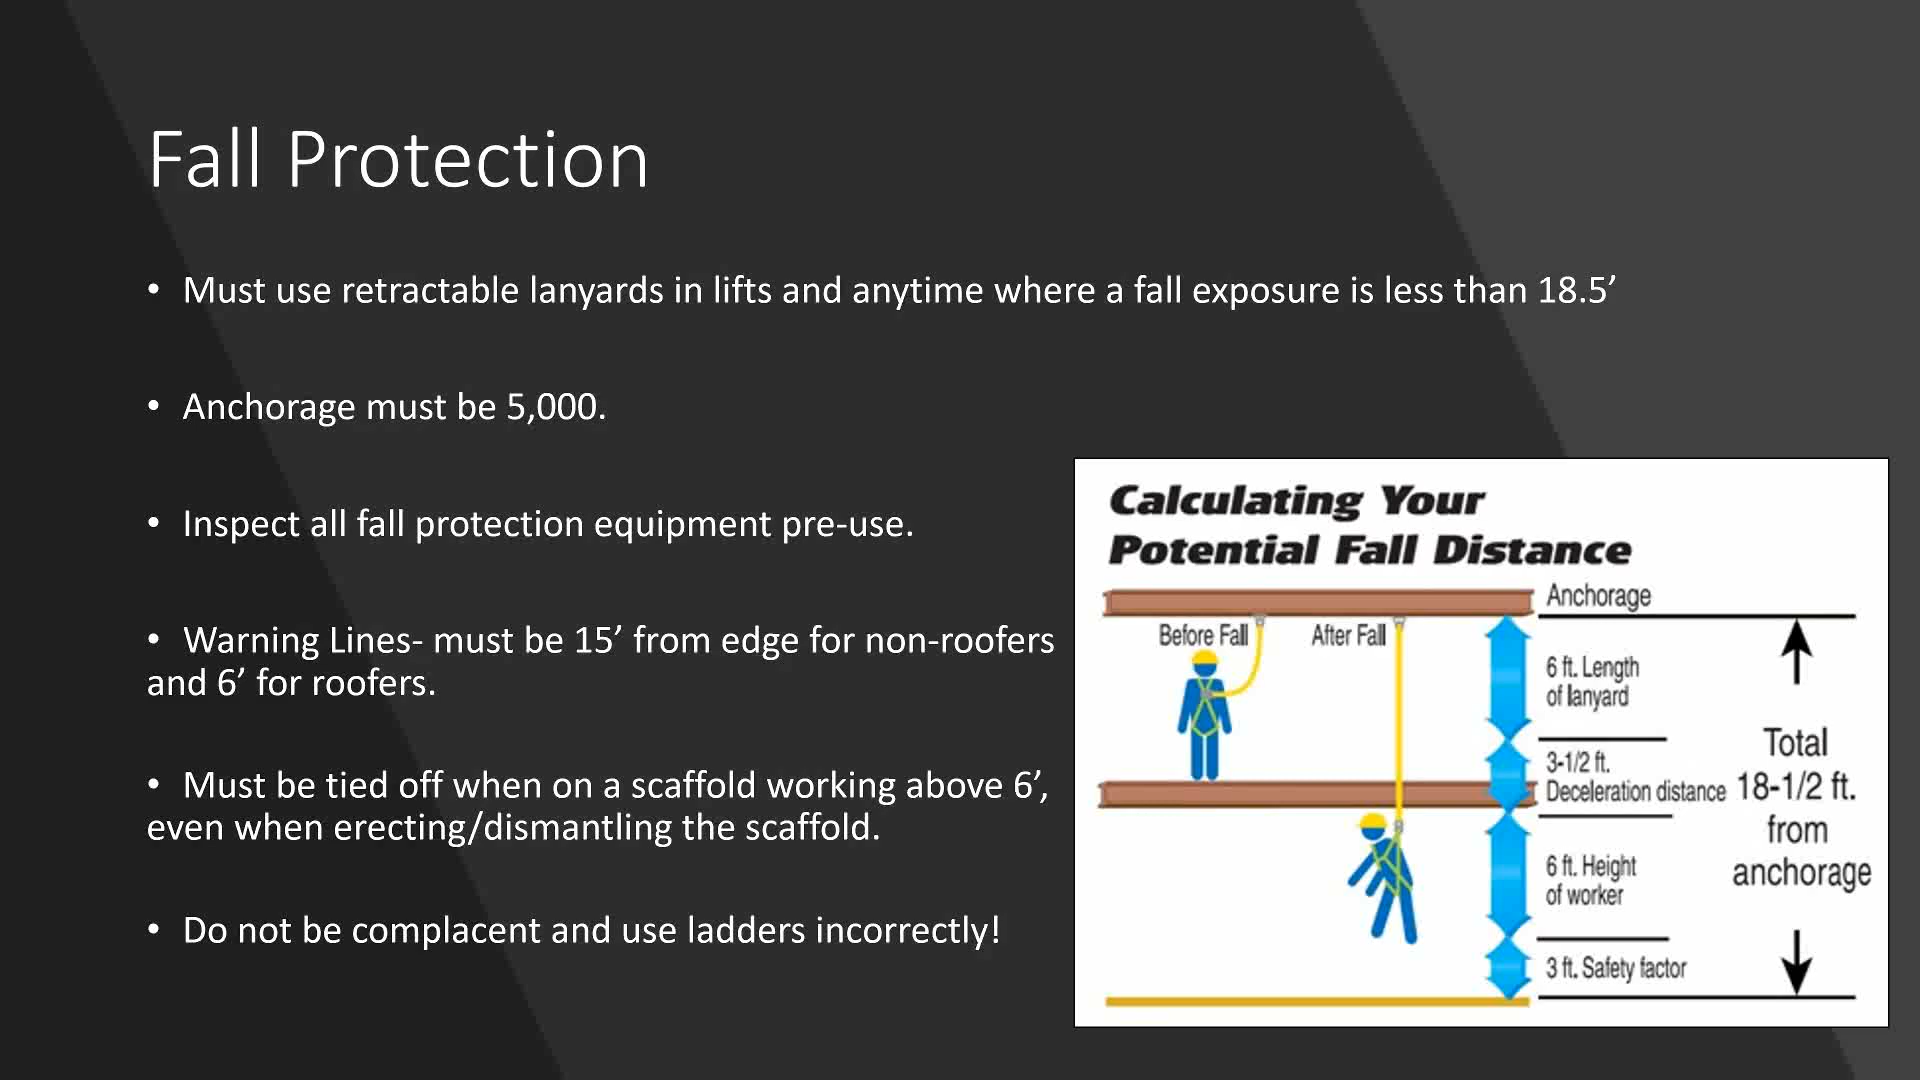 Fall Protection
• Must use retractable lanyards in lifts and anytime where a fall exposure is less than 18.5’
• Anchorage must be 5,000.
• Inspect all fall protection equipment pre-use.
• Warning Lines- must be 15’ from edge for non-roofers
and 6’ for roofers.
• Must be tied off when on a scaffold working above 6’,
even when erecting/dismantling the scaffold.
• Do not be complacent and use ladders incorrectly!
Calculating Your
Potential Fall Distance
Anchorage
Before Fall
After Fall
6 ft. Length
of lanyard
3-1/2 ft.
Deceleration distance
6 ft. Height
of worker
3 ft. Safety factor
Total
18-1/2 ft.
from
anchorage